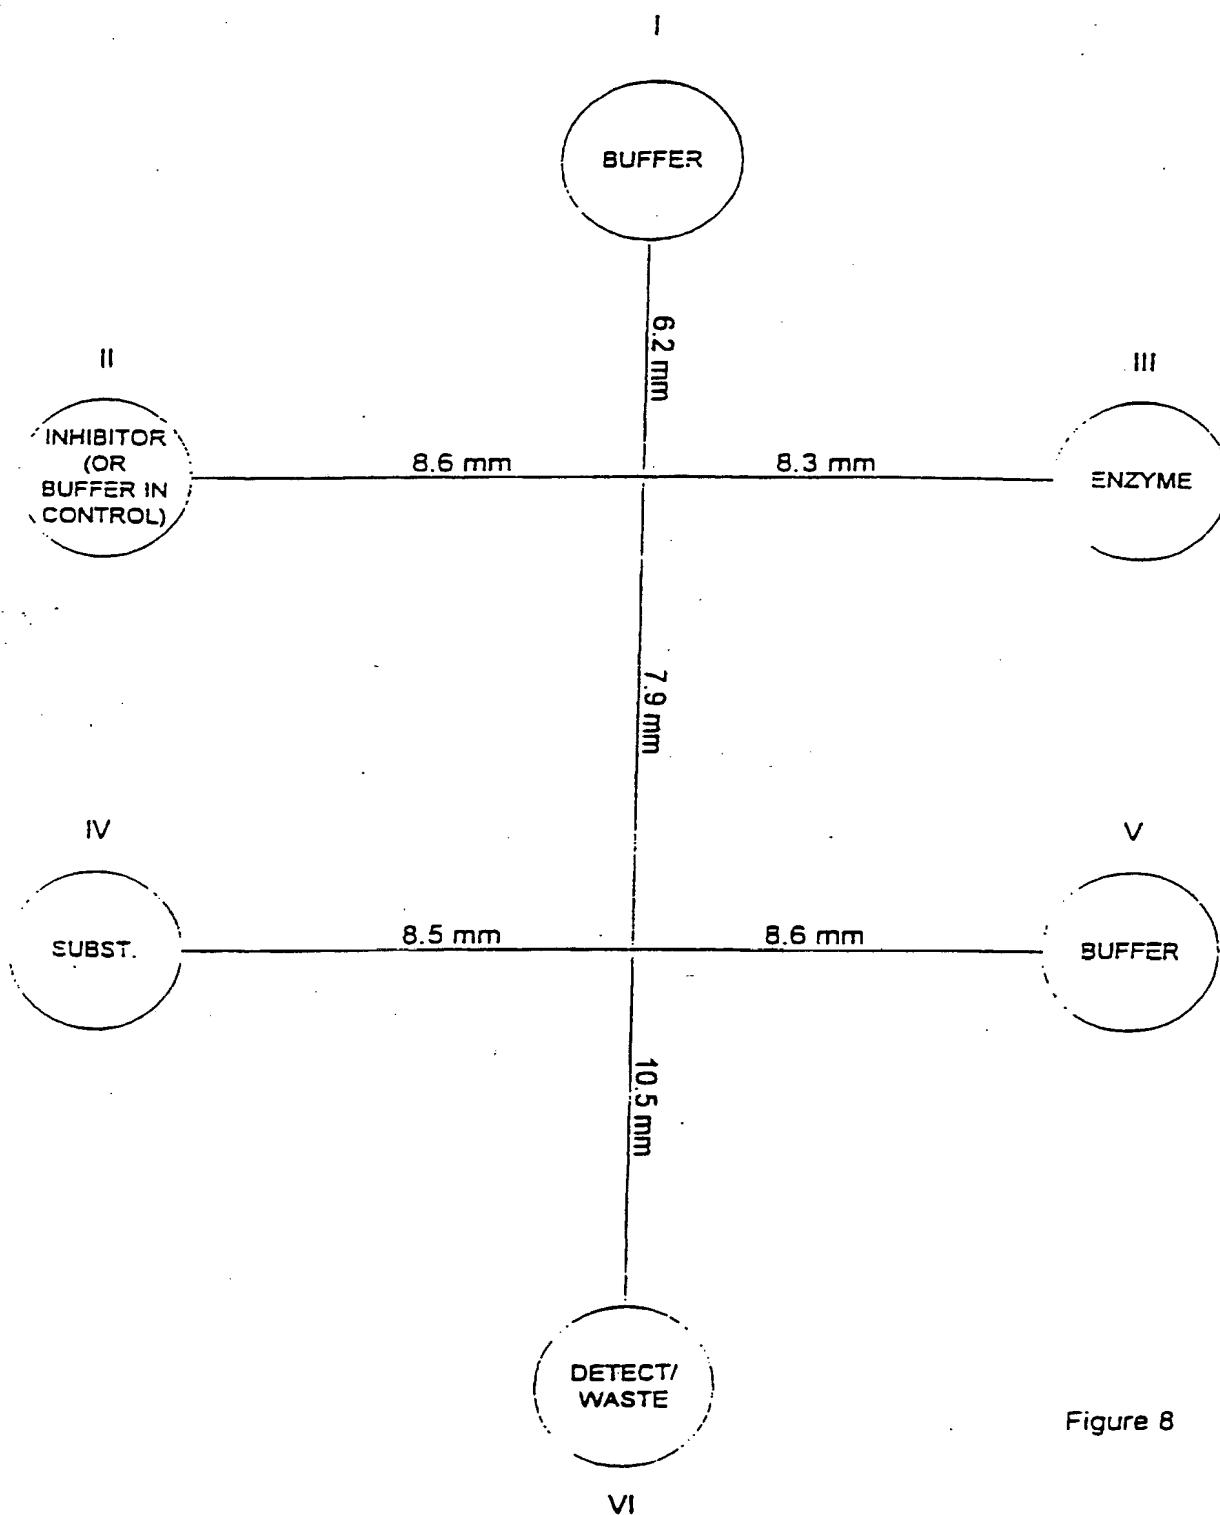 I
BUFFER
6.2 mm
II
III
INHIBITOR
(OR
BUFFER IN
CONTROL)
8.6 mm
8.3 mm
ENZYME
7.9 mm
IV
V
SUBST.
8.5 mm
8.6 mm
BUFFER
10.5 mm
DETECT/
WASTE
Figure 8
VI